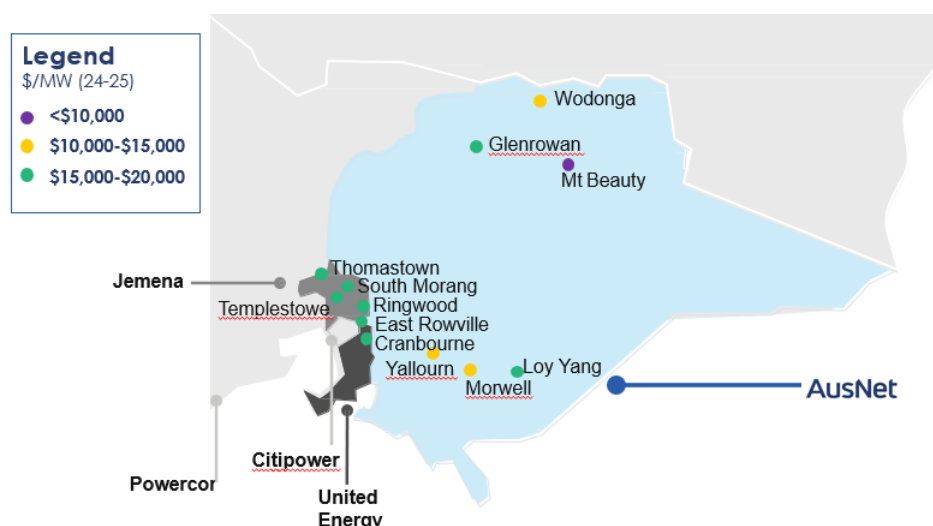 Legend
$/MW (24-25)
<$10,000
$10,000-$15,000
$15,000-$20,000
Wodonga
Glenrowan
Mt Beauty
Thomastown
Jemena
South Morang
Templestowe
Ringwood
East Rowville
Cranbourne
Yallourn
Loy Yang
Morwell
AusNet
Citipower
Powercor
United
Energy